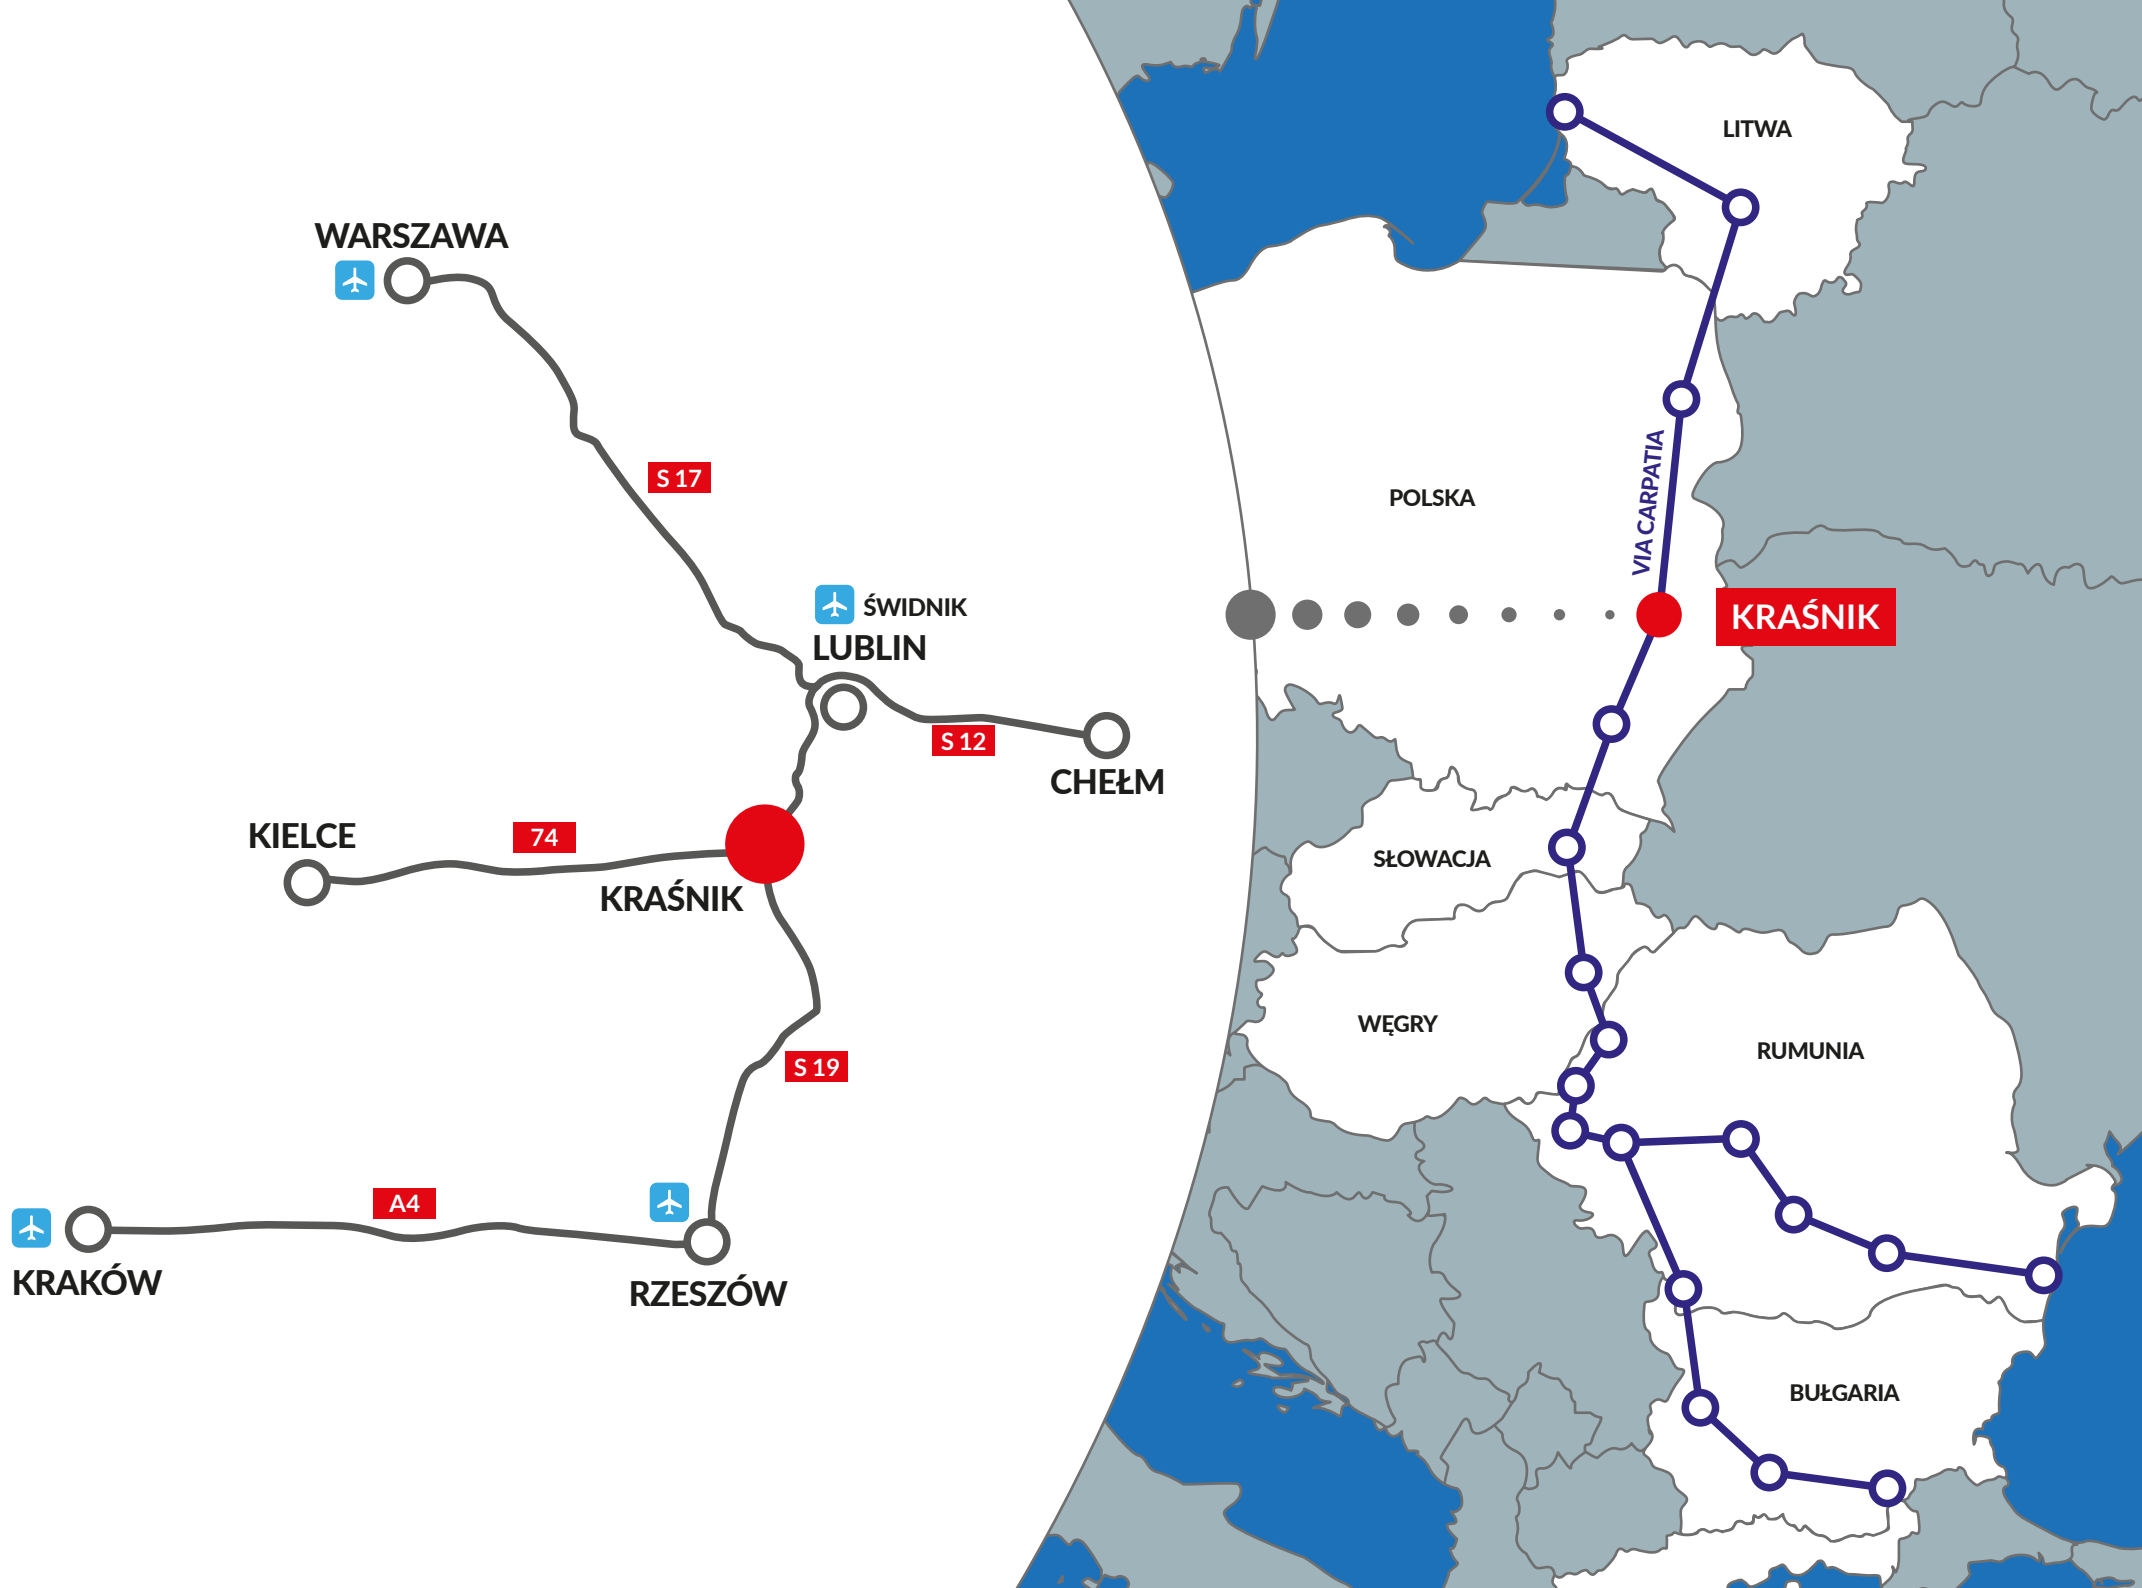 WARSZAWA
S 17
ŚWIDNIK
LUBLIN
S 12
CHEŁM
KIELCE
74
KRAŚNIK
S 19
A4
KRAKÓW
RZESZÓW
LITWA
POLSKA
VIA CARPATIA
KRAŚNIK
SŁOWACJA
WĘGRY
RUMUNIA
BUŁGARIA